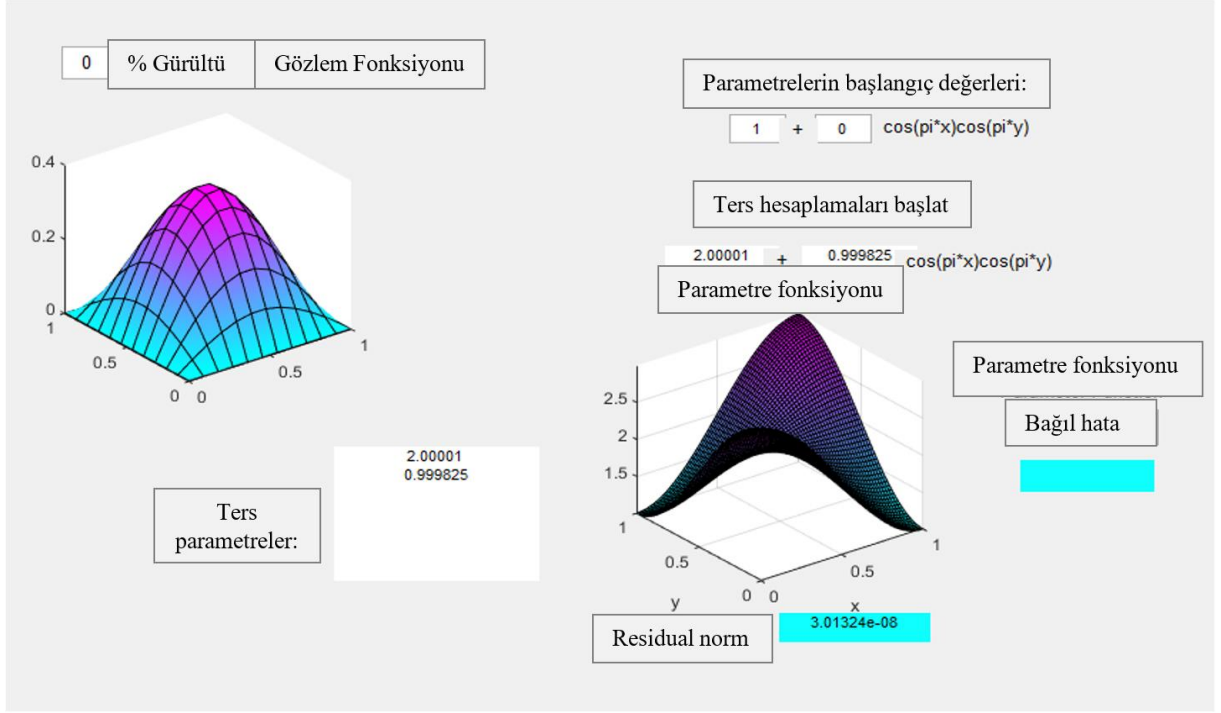 0 % Gürültü Gözlem Fonksiyonu
0.4
0.2
0
1
0.5
0
0
0.5
1
Ters
parametreler:
2.00001
0.999825
Parametrelerin başlangıç değerleri:
1 + 0 cos(pi*x)cos(pi*y)
Ters hesaplamaları başlat
2.00001 + 0.999825 cos(pi*x)cos(pi*y)
Parametre fonksiyonu
2.5
2
1.5
1
0.5
0
0
0.5
1
y
x
Parametre fonksiyonu
Bağıl hata
Residual norm
3.01324e-08